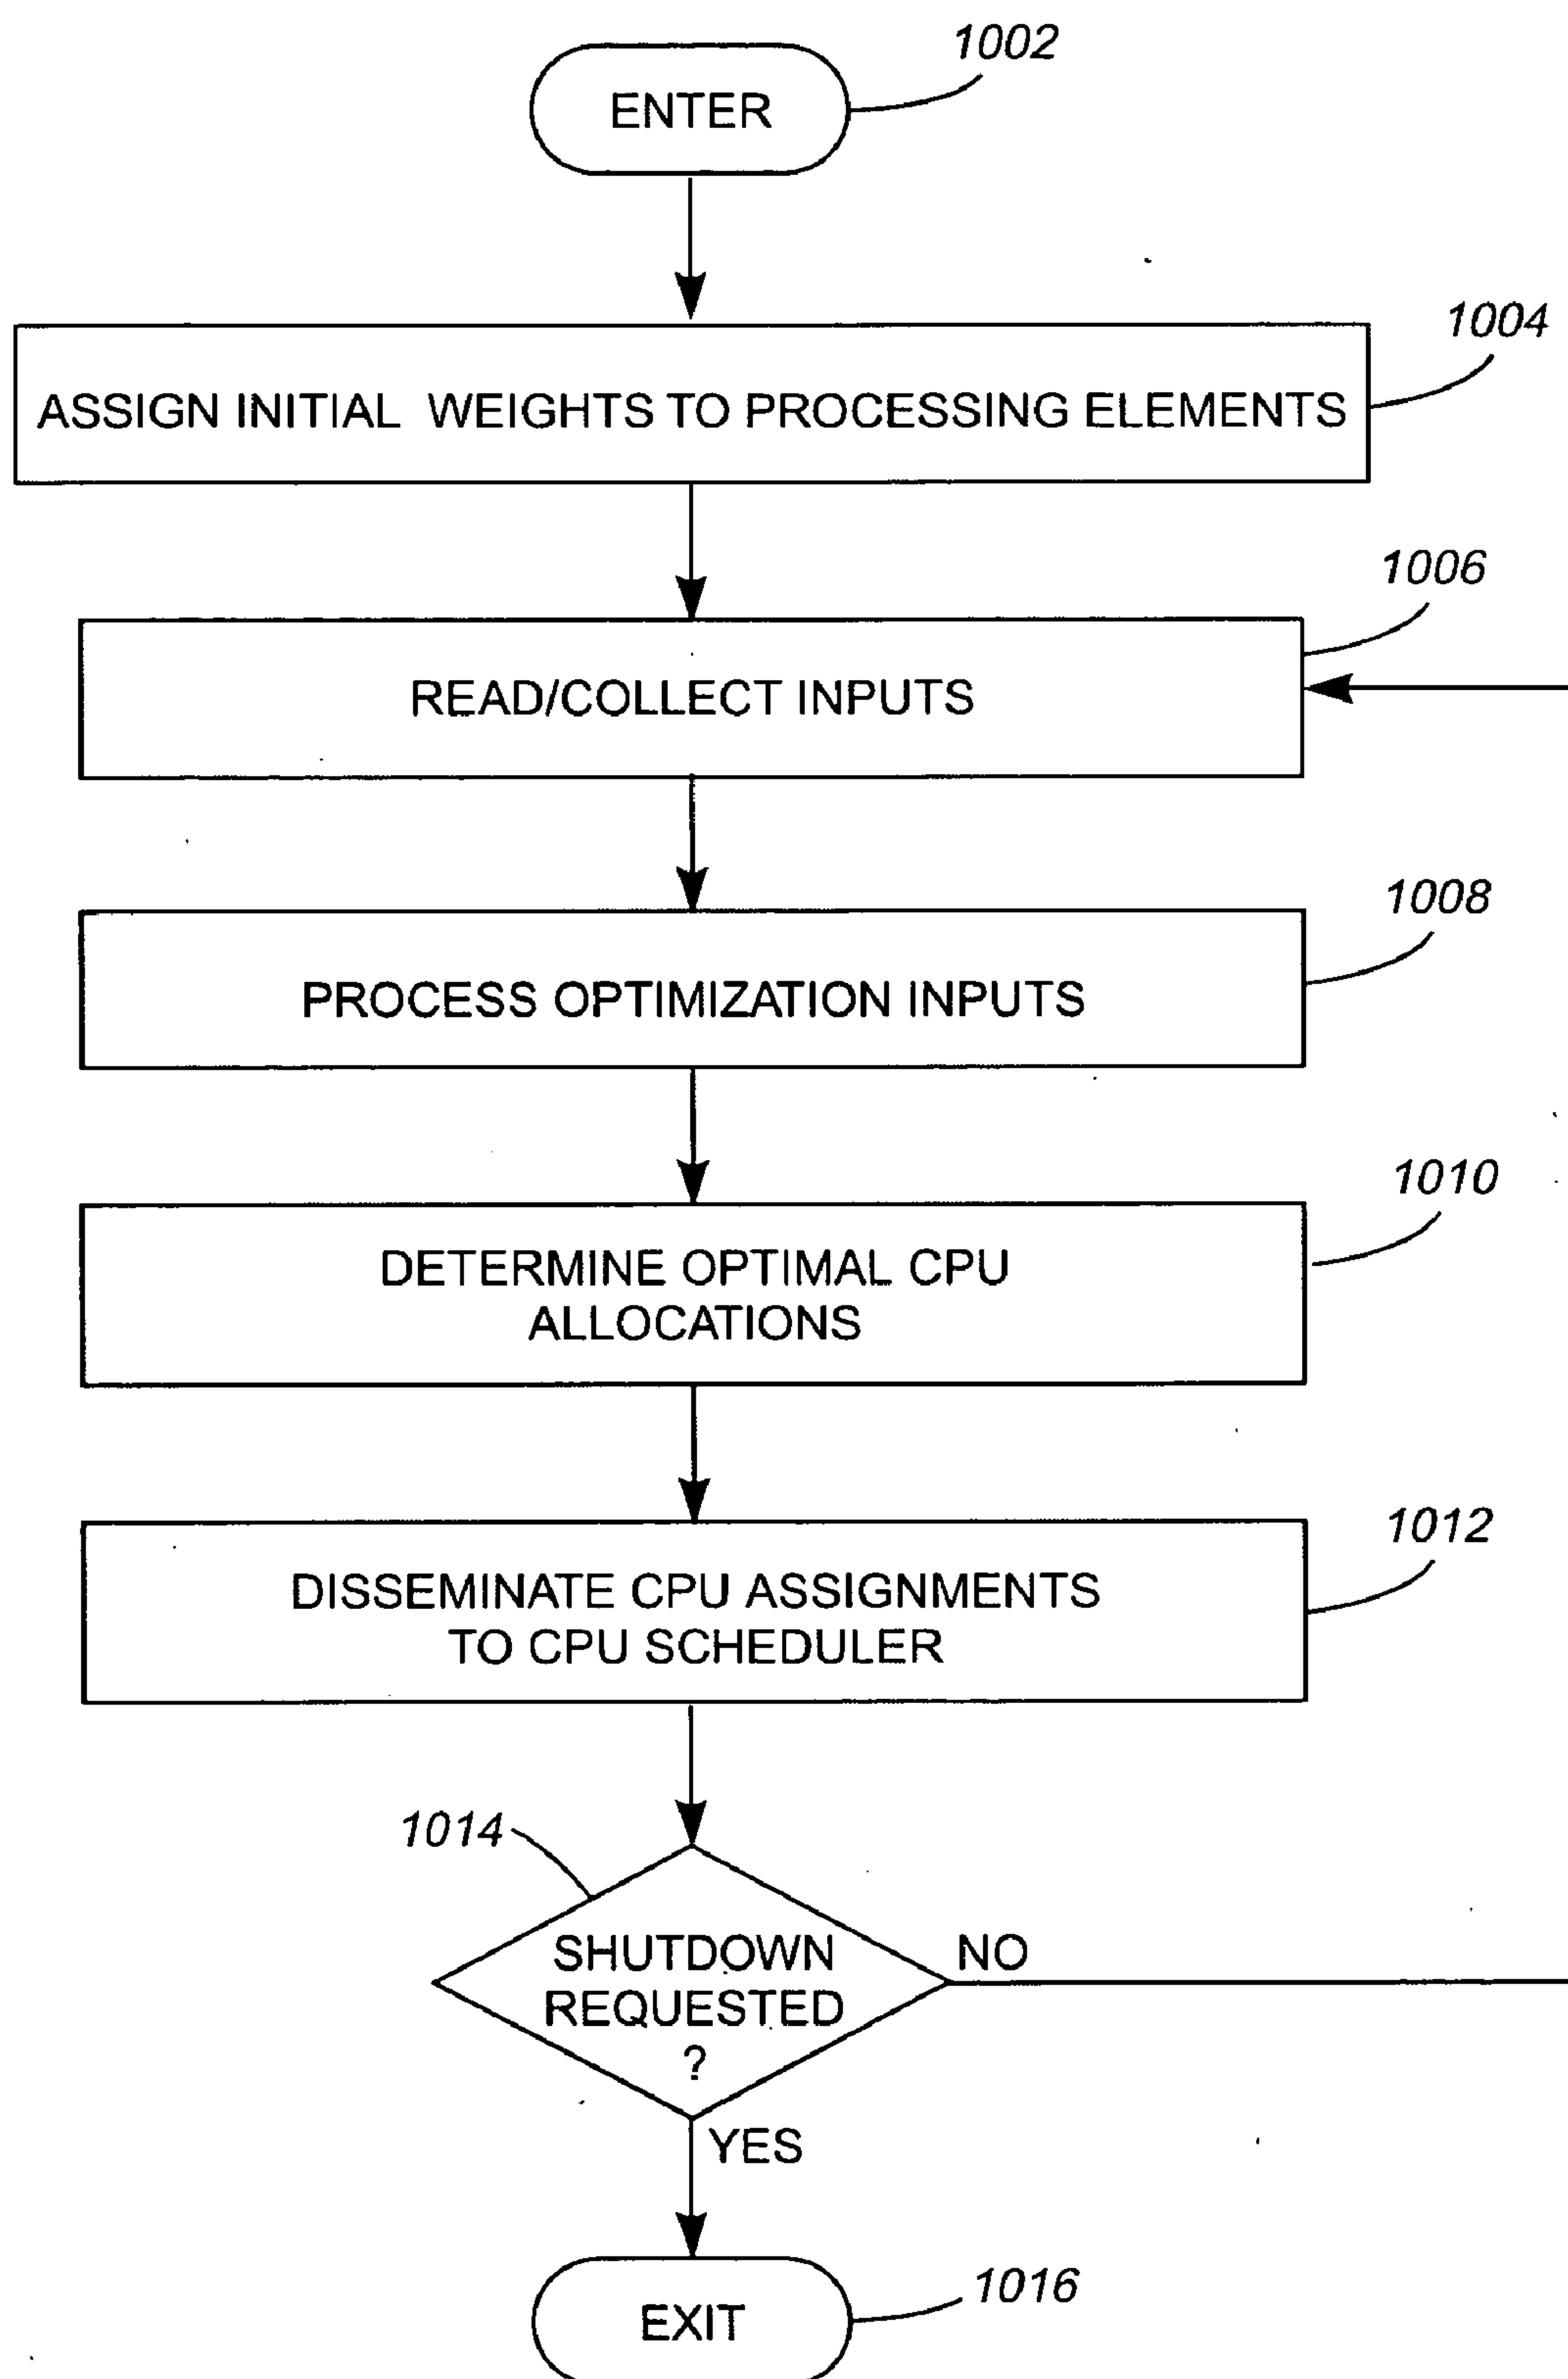 1002
ENTER
1004
ASSIGN INITIAL WEIGHTS TO PROCESSING ELEMENTS
1006
READ/COLLECT INPUTS
1008
PROCESS OPTIMIZATION INPUTS
1010
DETERMINE OPTIMAL CPU
ALLOCATIONS
1012
DISSEMINATE CPU ASSIGNMENTS
TO CPU SCHEDULER
1014
SHUTDOWN
REQUESTED
?
NO
YES
1016
EXIT